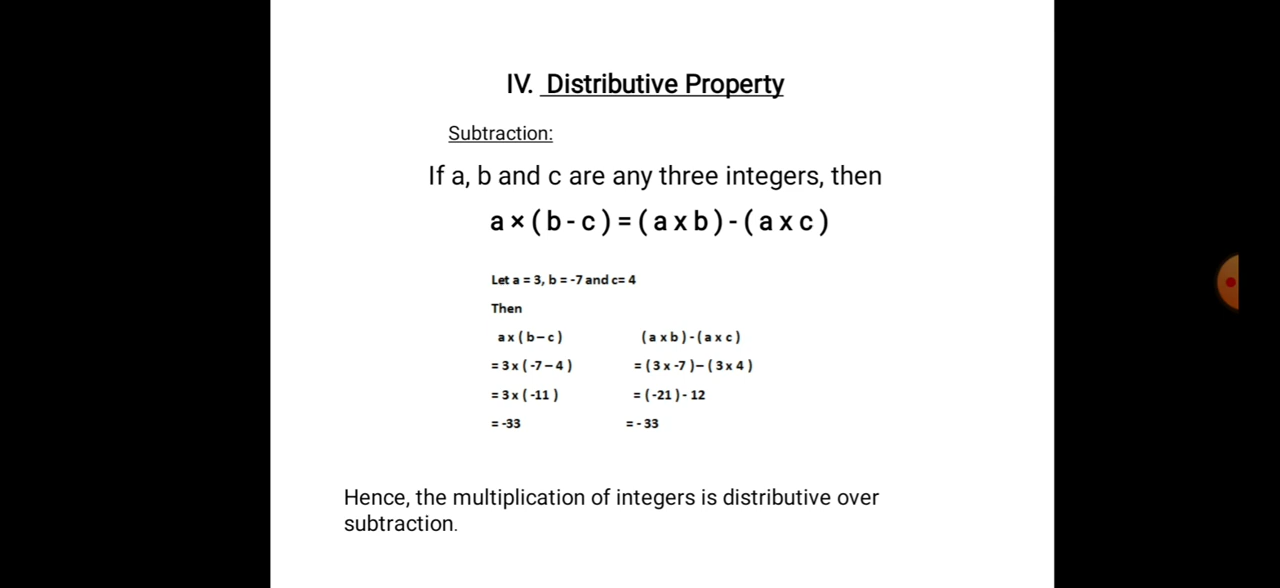 IV. Distributive Property
Subtraction:
If a, b and c are any three integers, then
a × ( b - c ) = ( a x b ) - ( a x c )
Let a = 3, b = -7 and c= 4
Then
a x ( b – c )	( a x b ) - ( a x c )
= 3 x ( -7 – 4 )	= ( 3 x -7 ) – ( 3 x 4 )
= 3 x ( -11 )	= ( -21 ) - 12
= -33	= - 33
Hence, the multiplication of integers is distributive over
subtraction.